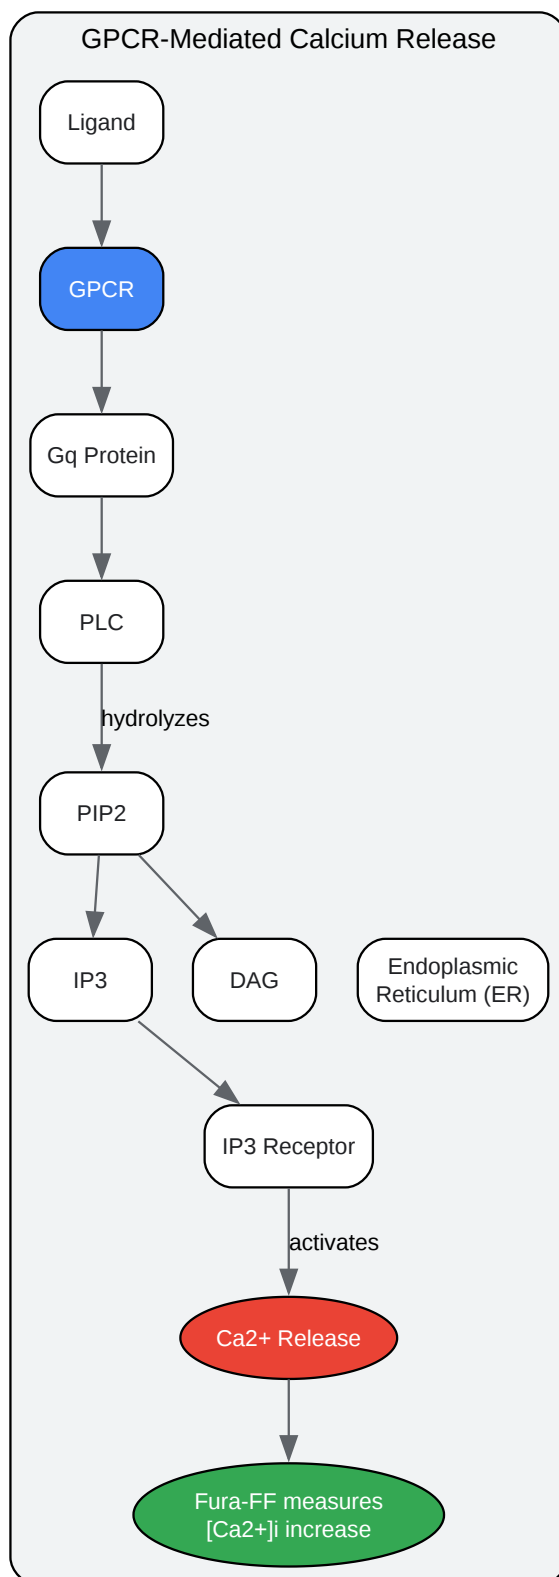 GPCR-Mediated Calcium Release
Ligand
GPCR
Gq Protein
PLC
hydrolyzes
PIP2
IP3
DAG
Endoplasmic
Reticulum (ER)
IP3 Receptor
activates
Ca2+ Release
Fura-FF measures
[Ca2+]i increase